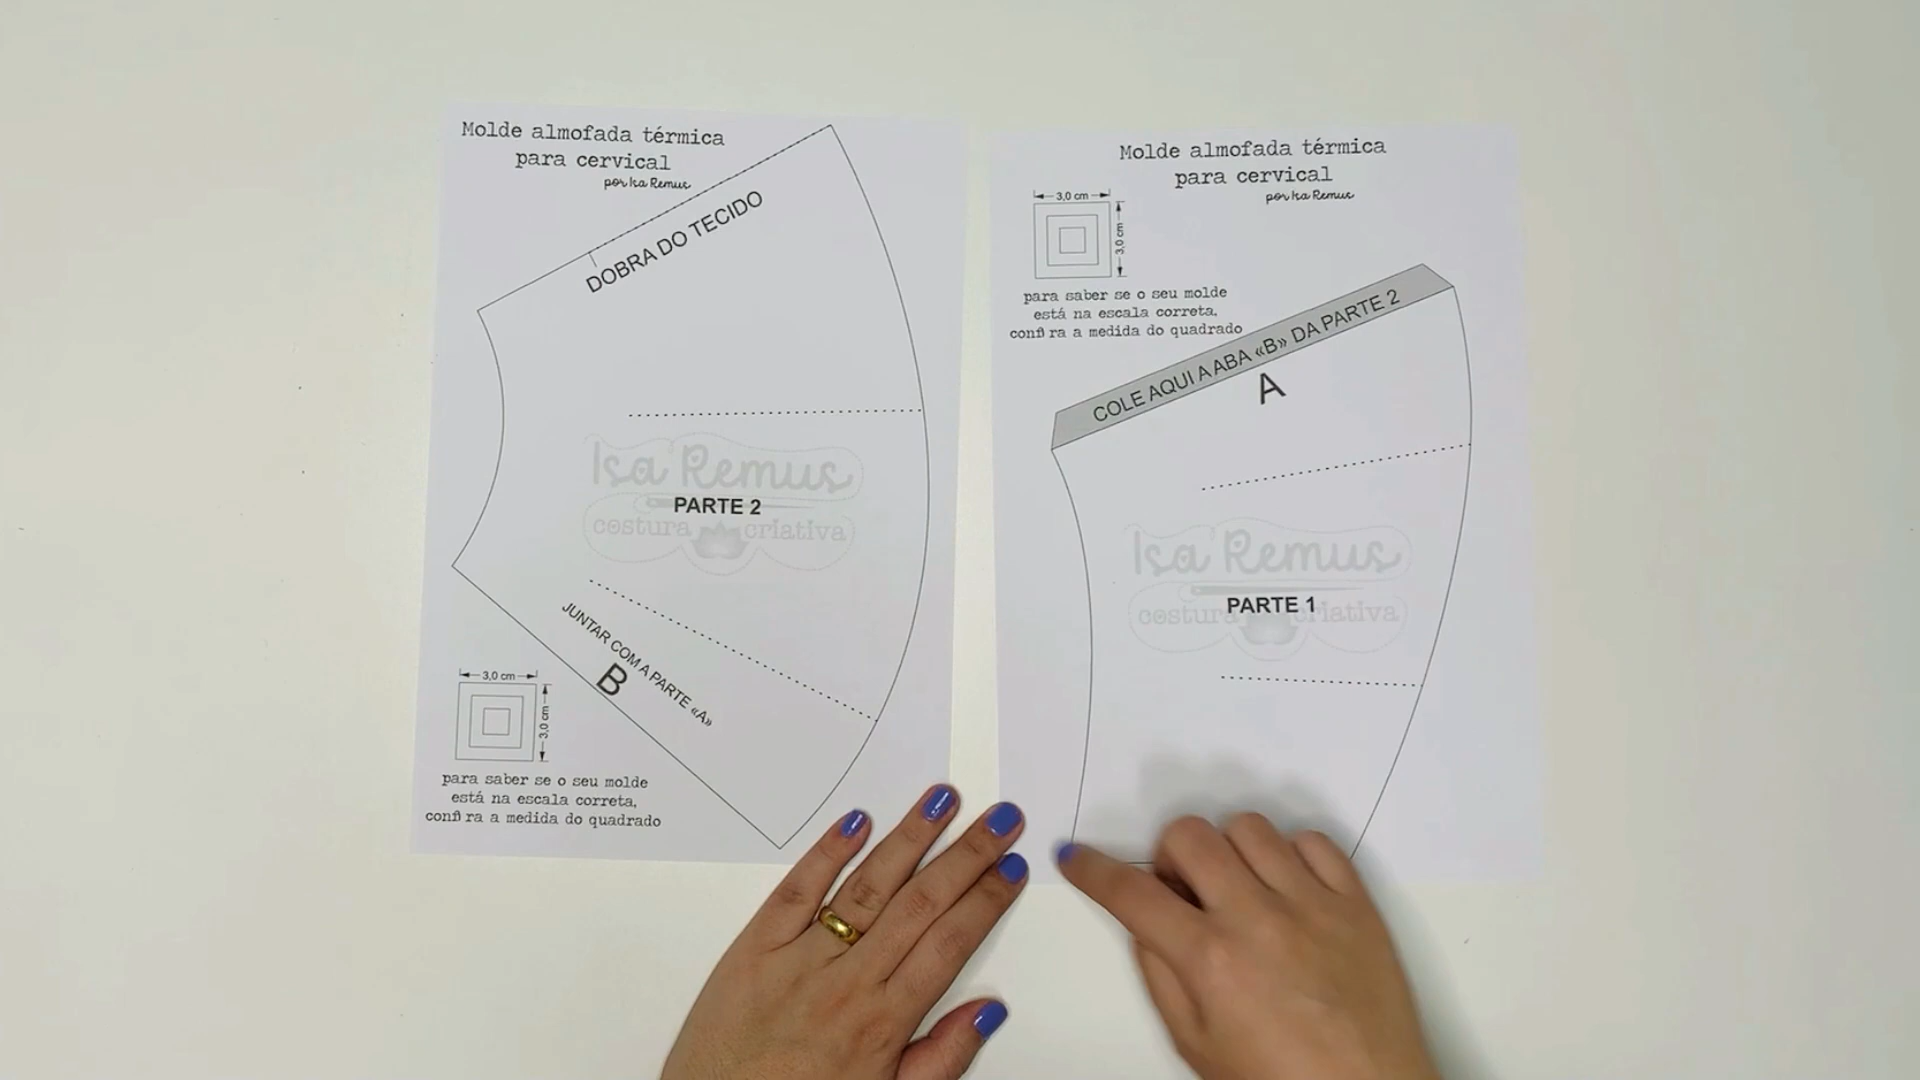 Molde almofada térmica
para cervical
por Isa Remus
DOBRA DO TECIDO
Isa Remus
PARTE 2
costura criativa
JUNTAR COM A PARTE «A»
B
3,0 cm
3,0 cm
para saber se o seu molde
está na escala correta,
confira a medida do quadrado
Molde almofada térmica
para cervical
por Isa Remus
3,0 cm
3,0 cm
para saber se o seu molde
está na escala correta,
confira a medida do quadrado
COLE AQUI A ABA «B» DA PARTE 2
A
Isa Remus
PARTE 1
costura criativa